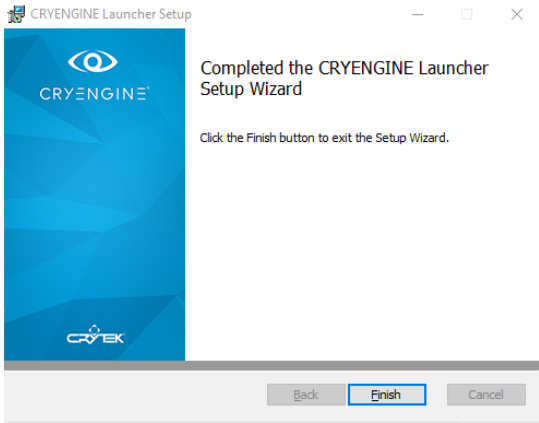 CRYENGINE Launcher Setup
CRYENGINE
Completed the CRYENGINE Launcher
Setup Wizard
Click the Finish button to exit the Setup Wizard.
CRYTEK
Back Finish Cancel